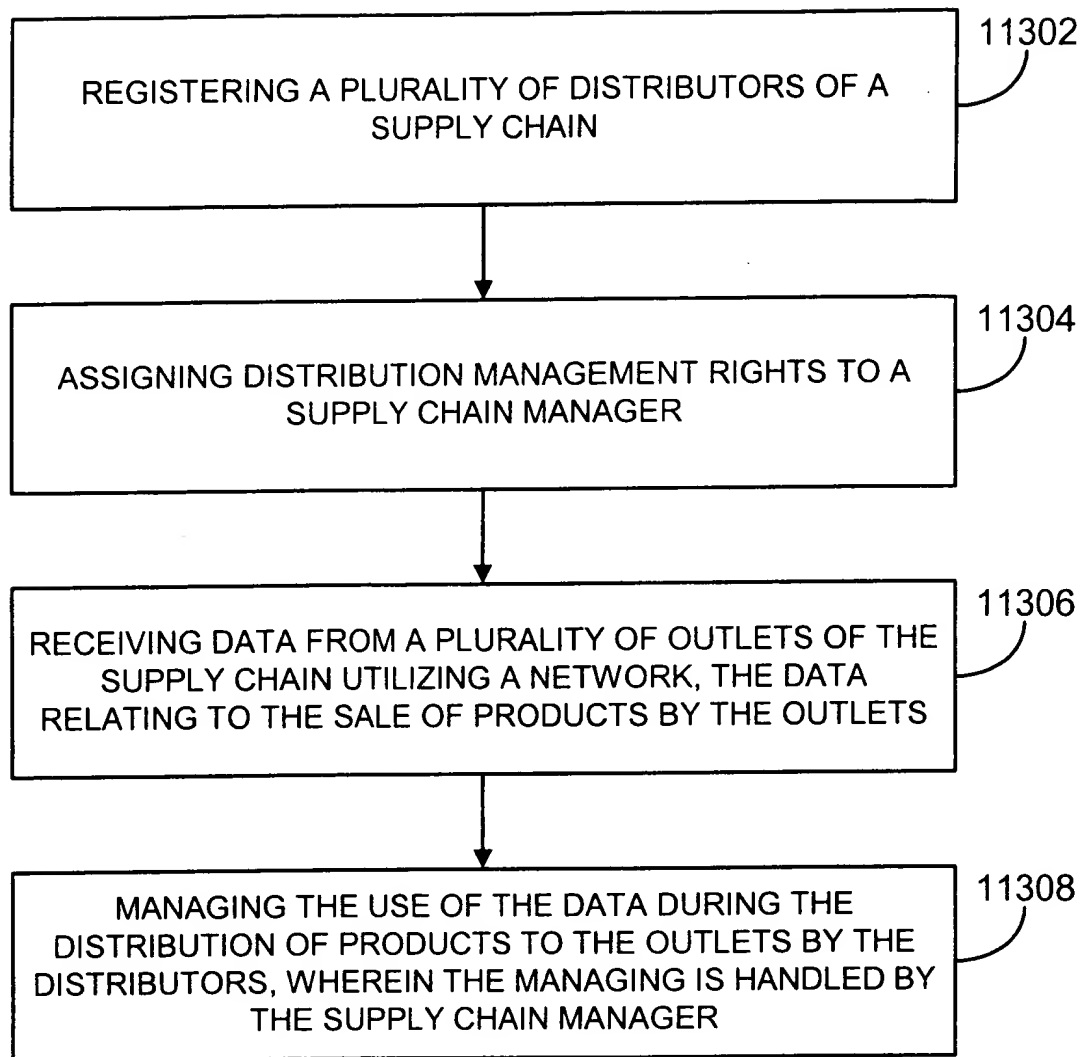 11302
REGISTERING A PLURALITY OF DISTRIBUTORS OF A
SUPPLY CHAIN
11304
ASSIGNING DISTRIBUTION MANAGEMENT RIGHTS TO A
SUPPLY CHAIN MANAGER
11306
RECEIVING DATA FROM A PLURALITY OF OUTLETS OF THE
SUPPLY CHAIN UTILIZING A NETWORK, THE DATA
RELATING TO THE SALE OF PRODUCTS BY THE OUTLETS
11308
MANAGING THE USE OF THE DATA DURING THE
DISTRIBUTION OF PRODUCTS TO THE OUTLETS BY THE
DISTRIBUTORS, WHEREIN THE MANAGING IS HANDLED BY
THE SUPPLY CHAIN MANAGER